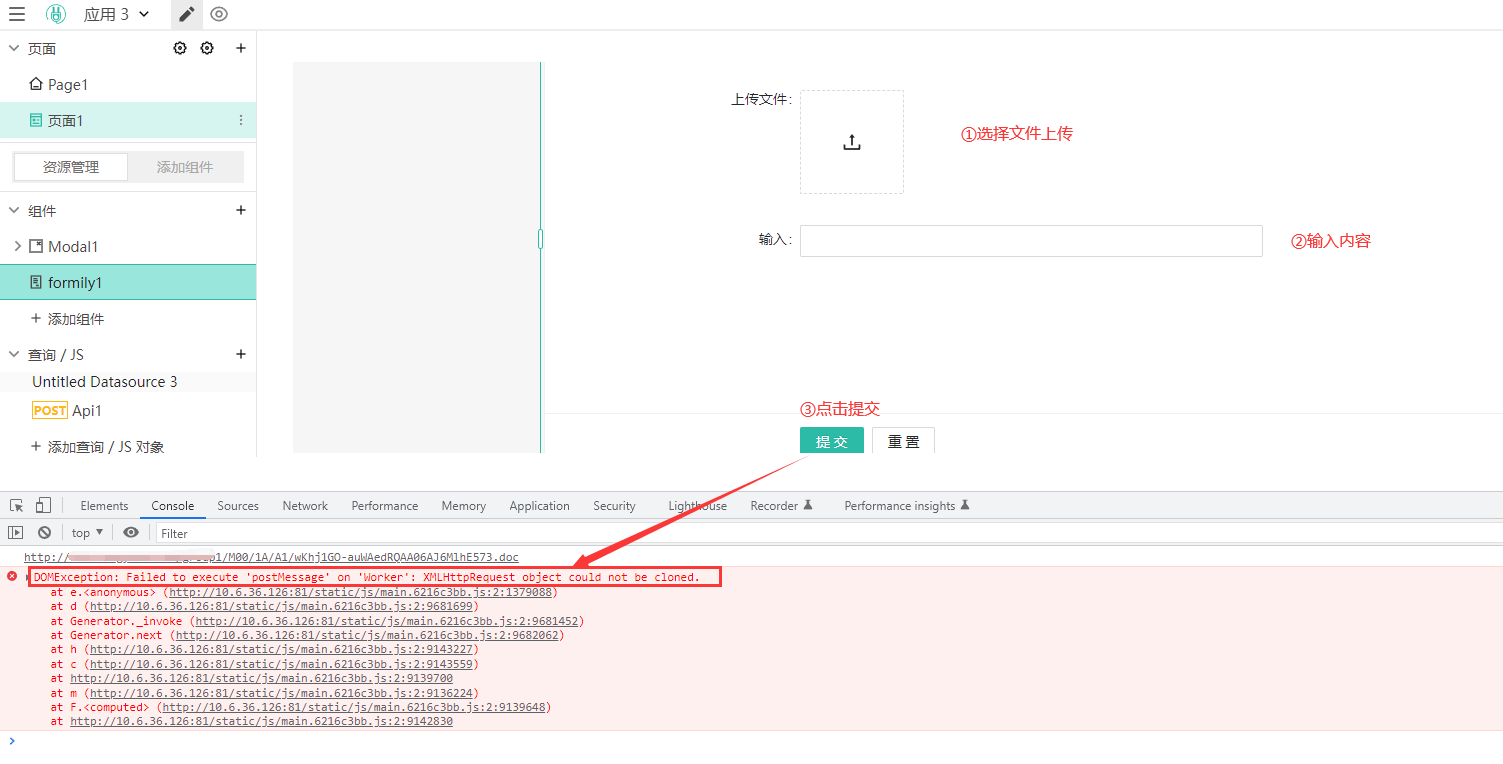 应用 3
页面
Page1
页面1
资源管理
添加组件
组件
Modal1
formily1
添加组件
查询 / JS
Untitled Datasource 3
POST Api1
添加查询 / JS 对象
上传文件:
①选择文件上传
输入:
②输入内容
③点击提交
提 交
重 置
Elements Console Sources Network Performance Memory Application Security Lighthouse Recorder Performance insights
top
Filter
http://
/M00/1A/A1/wKhj1GO-auWAedRQAA06AJ6MlhE573.doc
DOMException: Failed to execute 'postMessage' on 'Worker': XMLHttpRequest object could not be cloned.
at e.<anonymous> (http://10.6.36.126:81/static/js/main.6216c3bb.js:2:1379088)
at d (http://10.6.36.126:81/static/js/main.6216c3bb.js:2:9681699)
at Generator._invoke (http://10.6.36.126:81/static/js/main.6216c3bb.js:2:9681452)
at Generator.next (http://10.6.36.126:81/static/js/main.6216c3bb.js:2:9682062)
at h (http://10.6.36.126:81/static/js/main.6216c3bb.js:2:9143227)
at c (http://10.6.36.126:81/static/js/main.6216c3bb.js:2:9143559)
at http://10.6.36.126:81/static/js/main.6216c3bb.js:2:9139700
at m (http://10.6.36.126:81/static/js/main.6216c3bb.js:2:9136224)
at F.<computed> (http://10.6.36.126:81/static/js/main.6216c3bb.js:2:9139648)
at http://10.6.36.126:81/static/js/main.6216c3bb.js:2:9142830